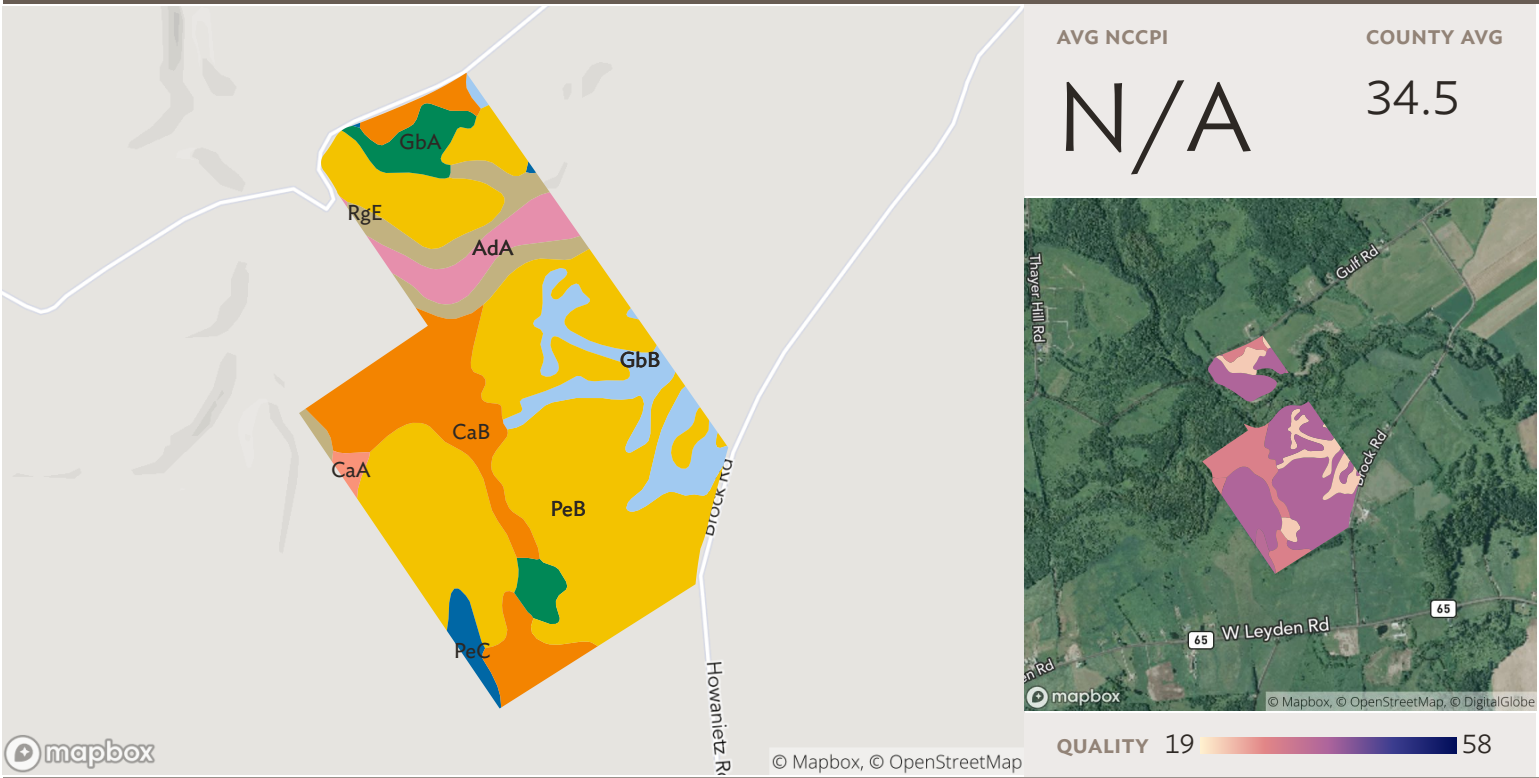 GbA
RgE
AdA
GbB
CaB
CaA
PeB
Brock Rd
PeC
Howanietz R
mapbox
© Mapbox, © OpenStreetMap
AVG NCCPI
N/A
COUNTY AVG
34.5
Thayer Hill Rd
Gulf Rd
Brock Rd
65
65
W Leyden Rd
en Rd
mapbox
© Mapbox, © OpenStreetMap, © DigitalGlobe
QUALITY 19 58